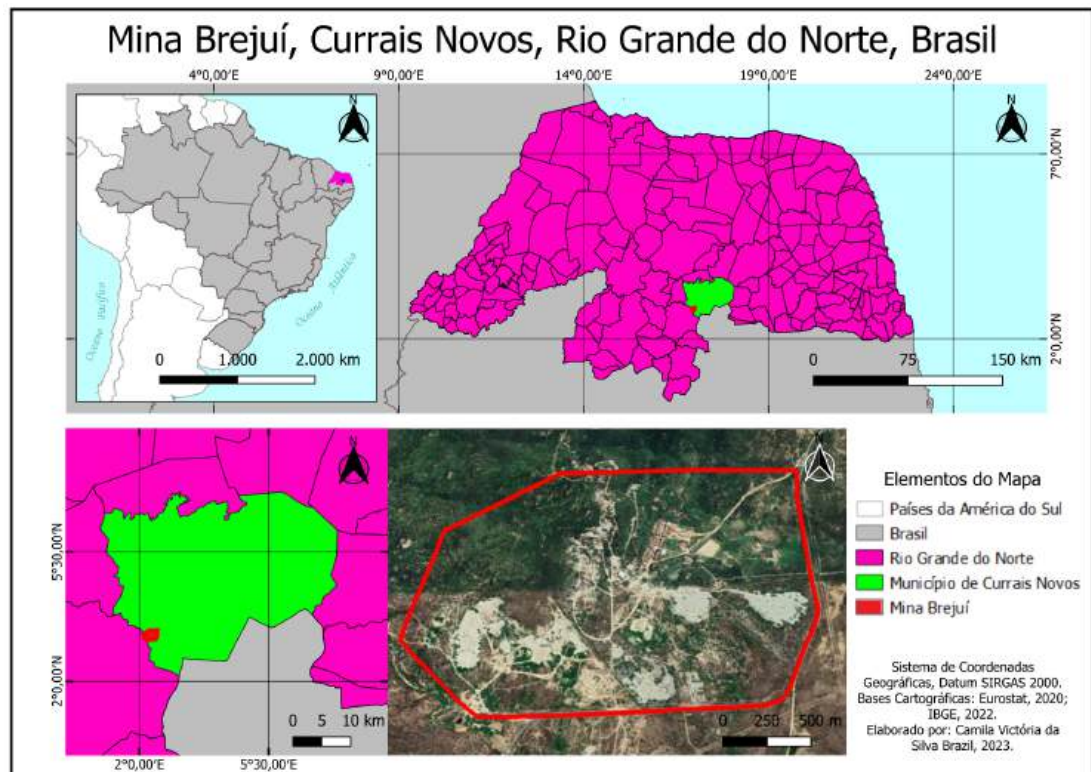 Mina Brejuí, Currais Novos, Rio Grande do Norte, Brasil
4°0,00'E 9°0,00'E 14°0,00'E 19°0,00'E 24°0,00'E
N
N
7°0,00'N
Oceano Pacífico
Oceano Atlântico
2°0,00'N
0 1.000 2.000 km
0 75 150 km
N
N
5°30,00'N
2°0,00'N
0 5 10 km
0 250 500 m
2°0,00'E 5°30,00'E
Elementos do Mapa
Países da América do Sul
Brasil
Rio Grande do Norte
Município de Currais Novos
Mina Brejuí
Sistema de Coordenadas
Geográficas, Datum SIRGAS 2000.
Bases Cartográficas: Eurostat, 2020;
IBGE, 2022.
Elaborado por: Camila Victória da
Silva Brazil, 2023.